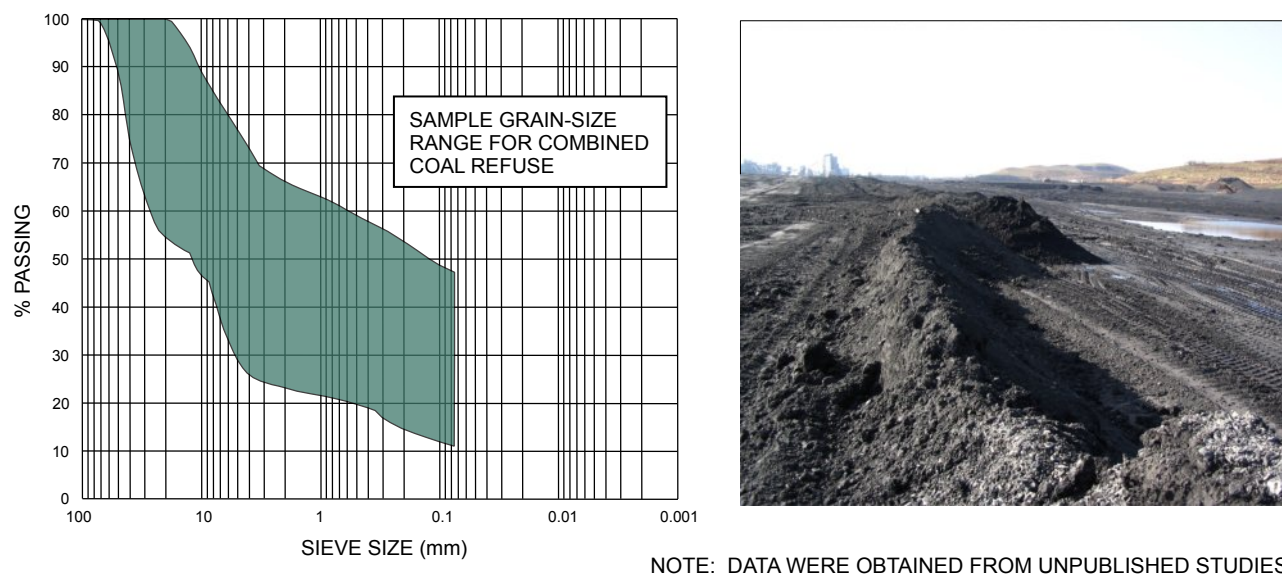 100
90
80
70
60
50
40
30
20
10
0
% PASSING
SAMPLE GRAIN-SIZE
RANGE FOR COMBINED
COAL REFUSE
100 10 1 0.1 0.01 0.001
SIEVE SIZE (mm)
NOTE: DATA WERE OBTAINED FROM UNPUBLISHED STUDIES